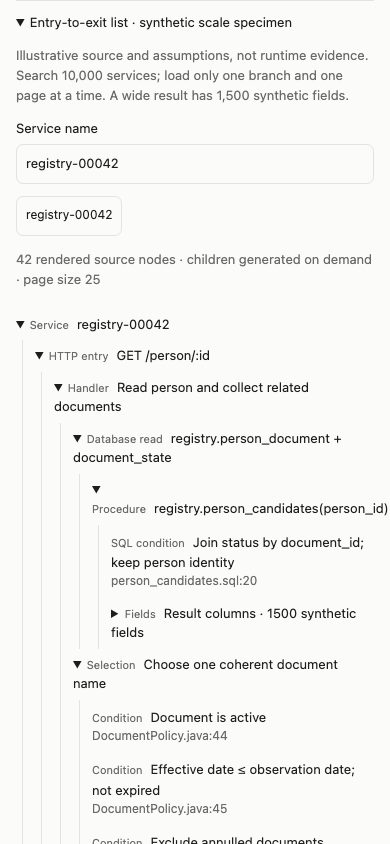 Entry-to-exit list · synthetic scale specimen
Illustrative source and assumptions, not runtime evidence.
Search 10,000 services; load only one branch and one
page at a time. A wide result has 1,500 synthetic fields.
Service name
registry-00042
registry-00042
42 rendered source nodes · children generated on demand
· page size 25
Service registry-00042
HTTP entry GET /person/:id
Handler Read person and collect related
documents
Database read registry.person_document +
document_state
Procedure registry.person_candidates(person_id)
SQL condition Join status by document_id;
keep person identity
person_candidates.sql:20
Fields Result columns · 1500 synthetic
fields
Selection Choose one coherent document
name
Condition Document is active
DocumentPolicy.java:44
Condition Effective date ≤ observation date;
not expired
DocumentPolicy.java:45
Condition Exclude annulled documents